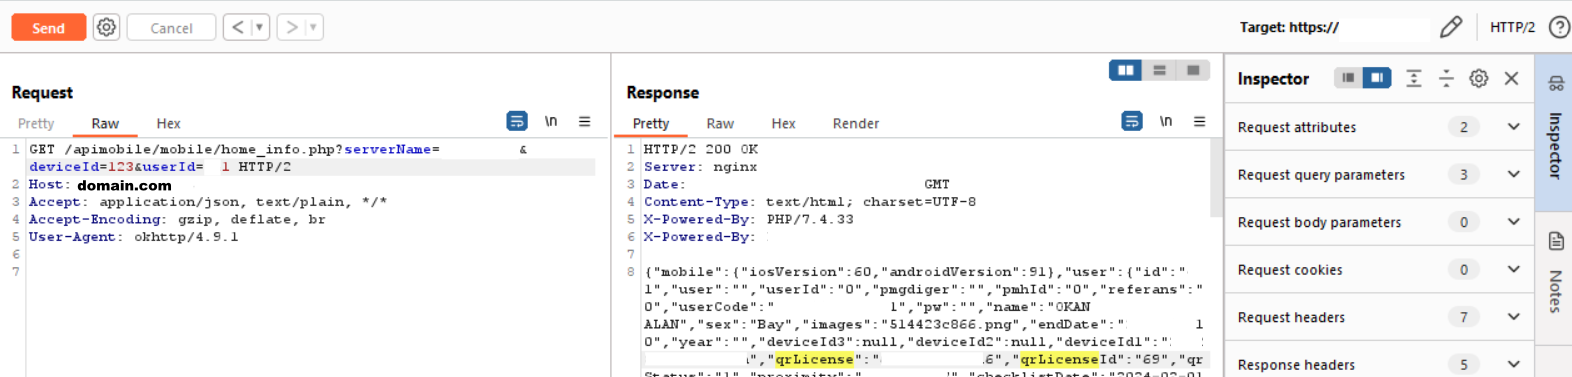 Send
Cancel
< | ▾
> | ▾
Target: https://
HTTP/2
Request
Pretty Raw Hex
\n
1 GET /apimobile/mobile/home_info.php?serverName= &
deviceId=123&userId= 1 HTTP/2
2 Host: domain.com
3 Accept: application/json, text/plain, */*
4 Accept-Encoding: gzip, deflate, br
5 User-Agent: okhttp/4.9.1
6
7
Response
Pretty Raw Hex Render
\n
1 HTTP/2 200 OK
2 Server: nginx
3 Date: GMT
4 Content-Type: text/html; charset=UTF-8
5 X-Powered-By: PHP/7.4.33
6 X-Powered-By:
7
8 {"mobile":{"iosVersion":60,"androidVersion":91},"user":{"id":"
1","user":"","userId":"0","pmgdiger":"","pmhId":"0","referans":"
0","userCode":" 1","pw":"","name":"OKAN
ALAN","sex":"Bay","images":"514423c866.png","endDate":" 1
0","year":"","deviceId3":null,"deviceId2":null,"deviceId1":"
","qrLicense":" 6","qrLicenseId":"69","qr
Status":"1","proximity":" ","checklistDate":"2024-02-01
Inspector
Request attributes 2
Request query parameters 3
Request body parameters 0
Request cookies 0
Request headers 7
Response headers 5
Inspector
Notes